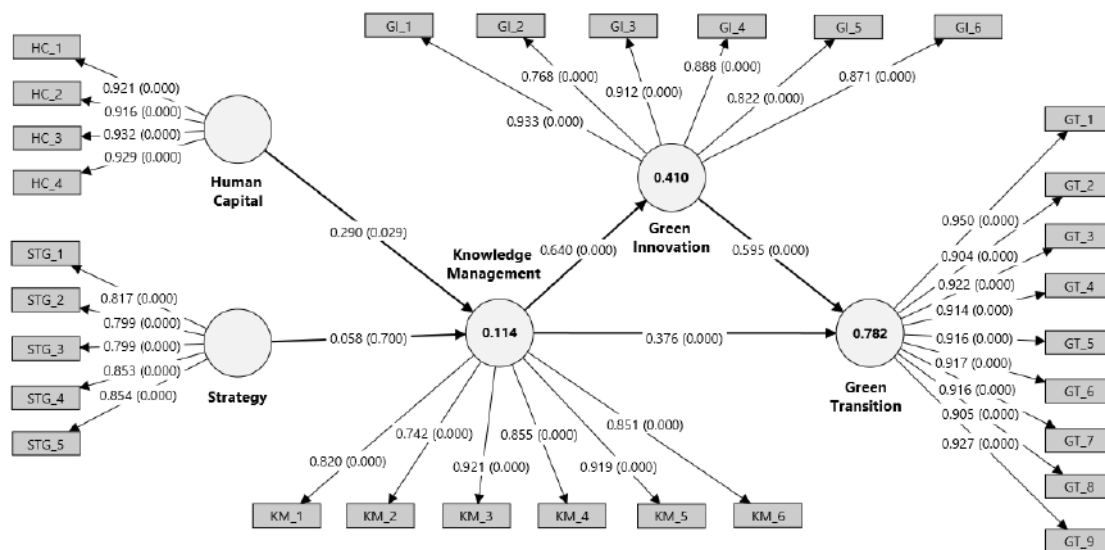 GI_1
GI_2
GI_3
GI_4
GI_5
GI_6
HC_1
HC_2
HC_3
HC_4
0.921 (0.000)
0.916 (0.000)
0.932 (0.000)
0.929 (0.000)
Human
Capital
0.933 (0.000)
0.768 (0.000)
0.912 (0.000)
0.888 (0.000)
0.822 (0.000)
0.871 (0.000)
0.410
Green
Innovation
0.290 (0.029)
0.640 (0.000)
0.595 (0.000)
STG_1
STG_2
STG_3
STG_4
STG_5
0.817 (0.000)
0.799 (0.000)
0.799 (0.000)
0.853 (0.000)
0.854 (0.000)
Strategy
0.058 (0.700)
Knowledge
Management
0.114
0.376 (0.000)
0.782
Green
Transition
0.820 (0.000)
0.742 (0.000)
0.921 (0.000)
0.855 (0.000)
0.919 (0.000)
0.851 (0.000)
KM_1
KM_2
KM_3
KM_4
KM_5
KM_6
0.950 (0.000)
0.904 (0.000)
0.922 (0.000)
0.914 (0.000)
0.916 (0.000)
0.917 (0.000)
0.916 (0.000)
0.905 (0.000)
0.927 (0.000)
GT_1
GT_2
GT_3
GT_4
GT_5
GT_6
GT_7
GT_8
GT_9